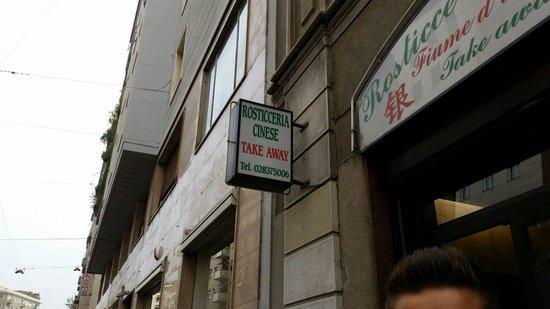 ROSTICCERIA
CINESE
TAKE AWAY
Tel. 028375006
Rosticce
Fiume d'
Take awa
银